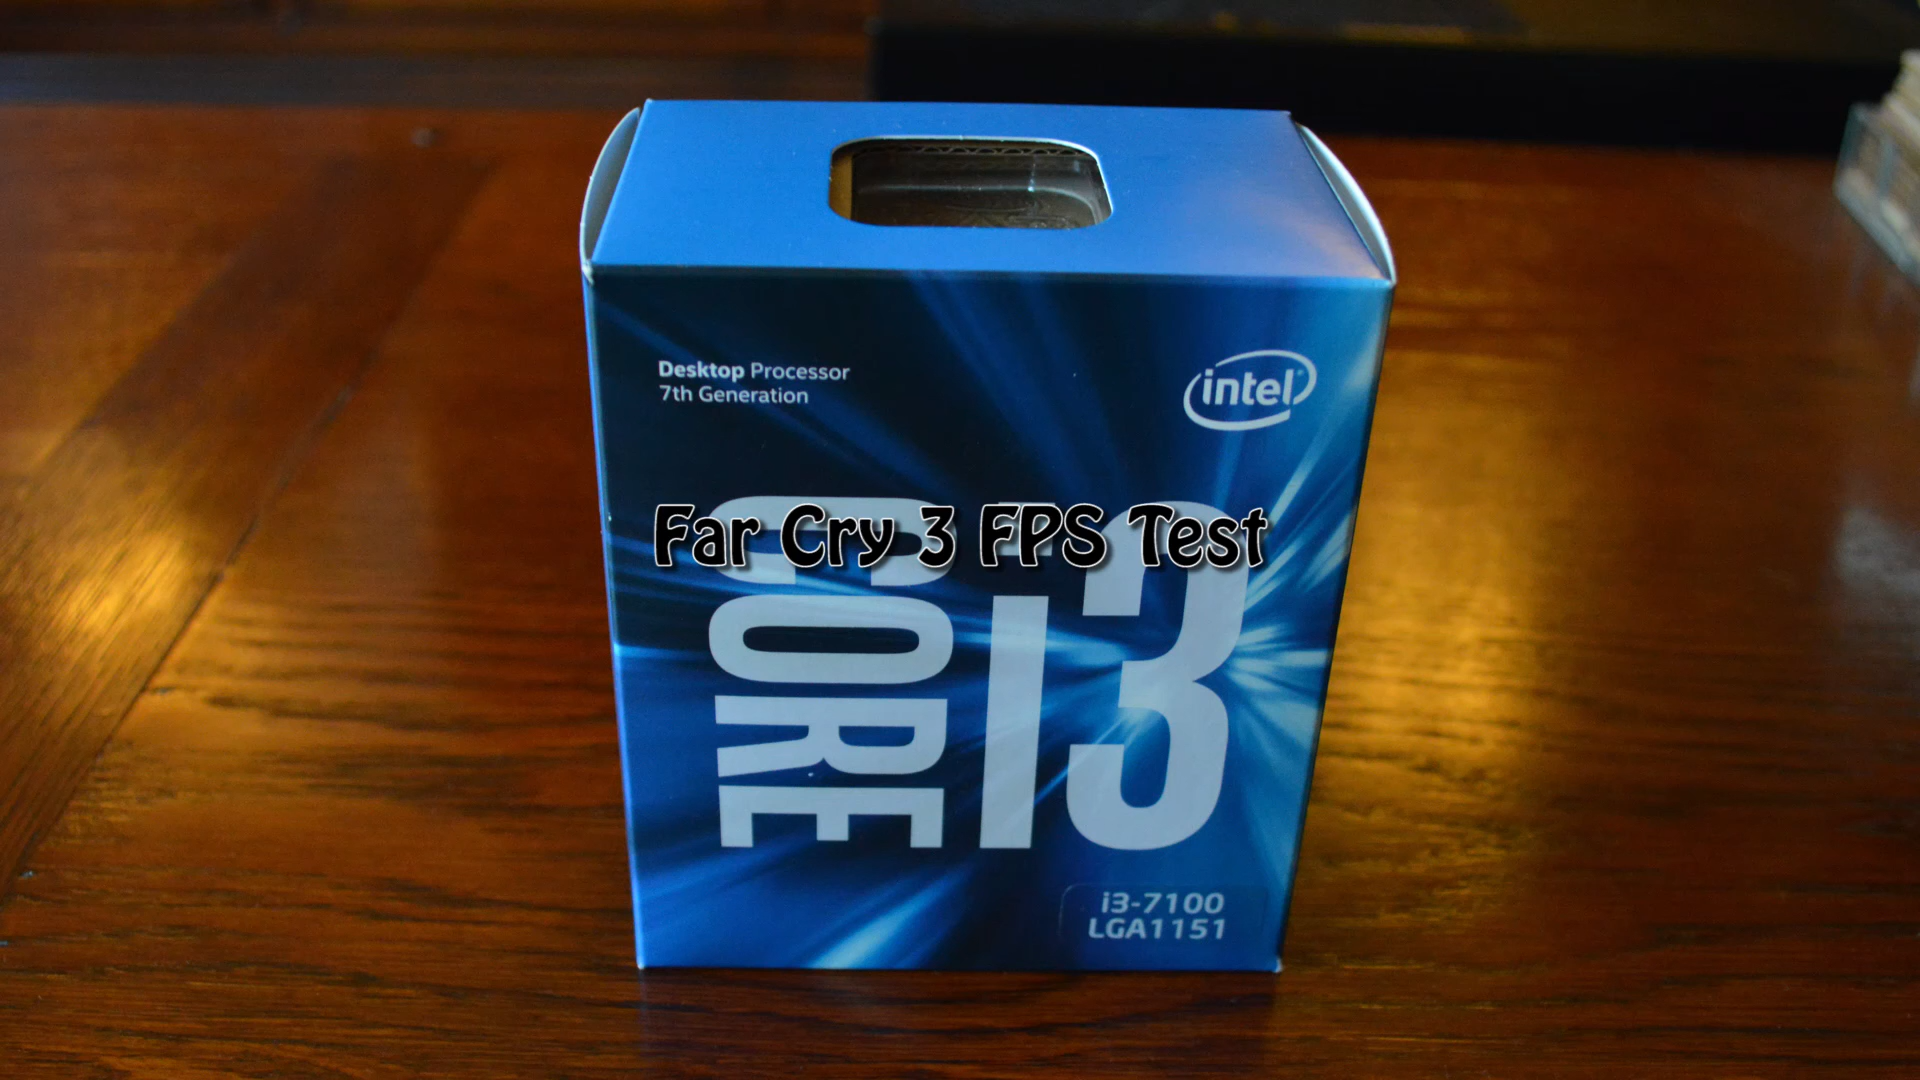 Desktop Processor
7th Generation
intel
Far Cry 3 FPS Test
CORE i3
i3-7100
LGA1151